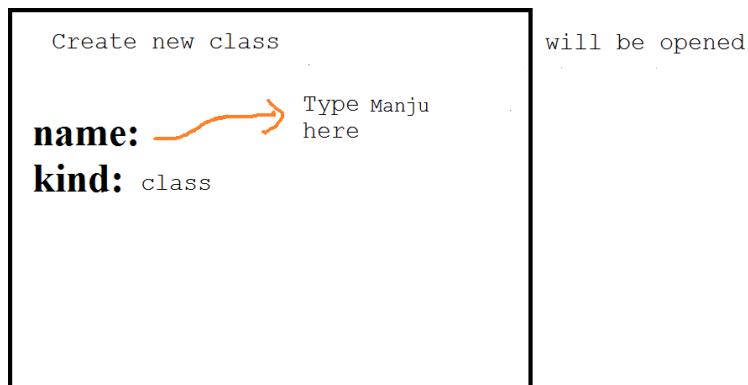 Create new class will be opened
Type Manju
here
name:
kind: class